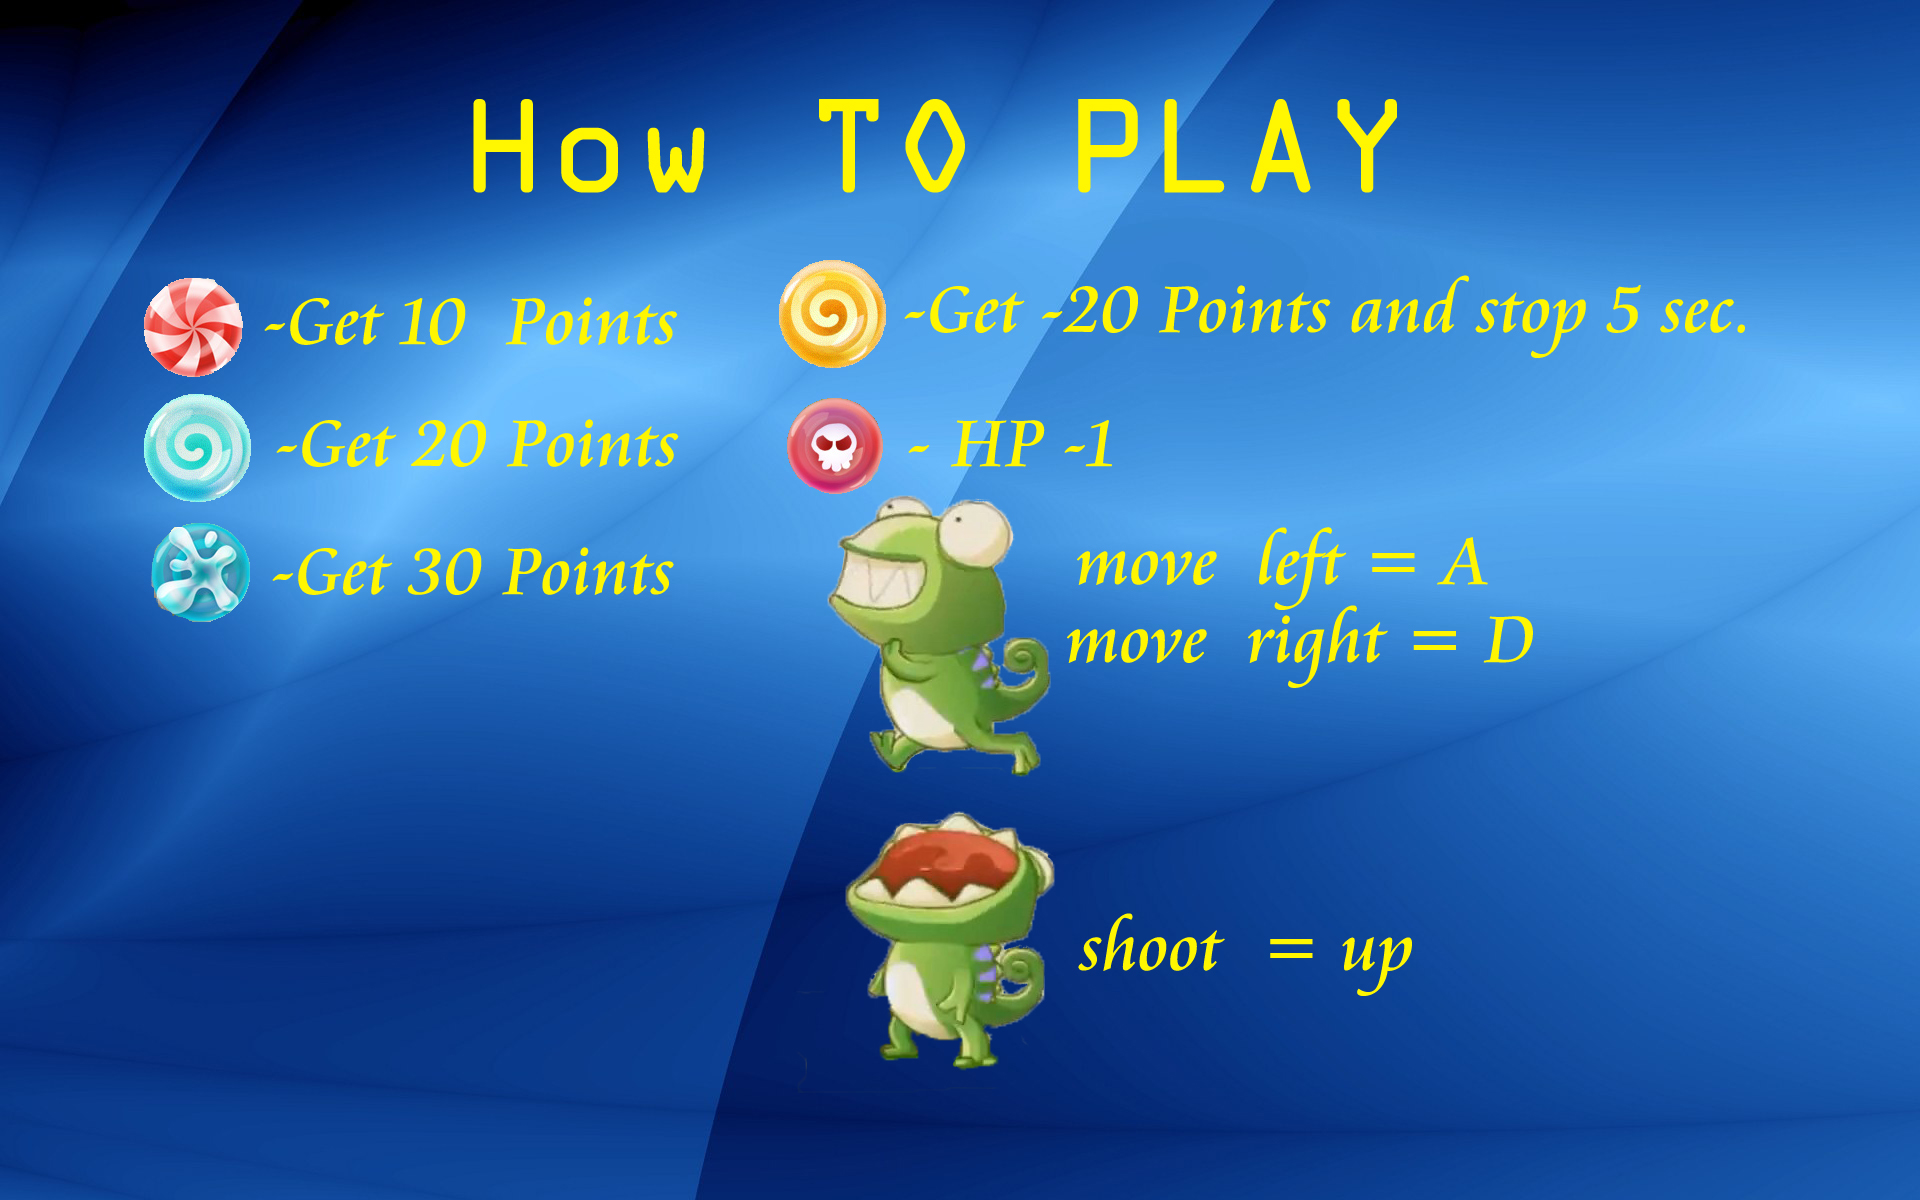 How TO PLAY
-Get 10 Points
-Get 20 Points
-Get 30 Points
-Get -20 Points and stop 5 sec.
- HP -1
move left = A
move right = D
shoot = up